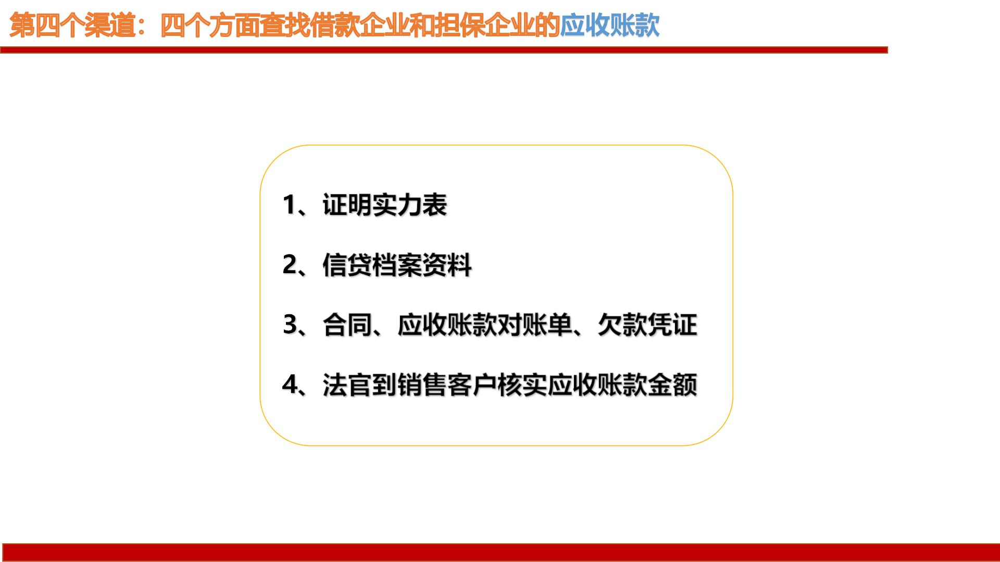 第四个渠道：四个方面查找借款企业和担保企业的应收账款
1、证明实力表
2、信贷档案资料
3、合同、应收账款对账单、欠款凭证
4、法官到销售客户核实应收账款金额